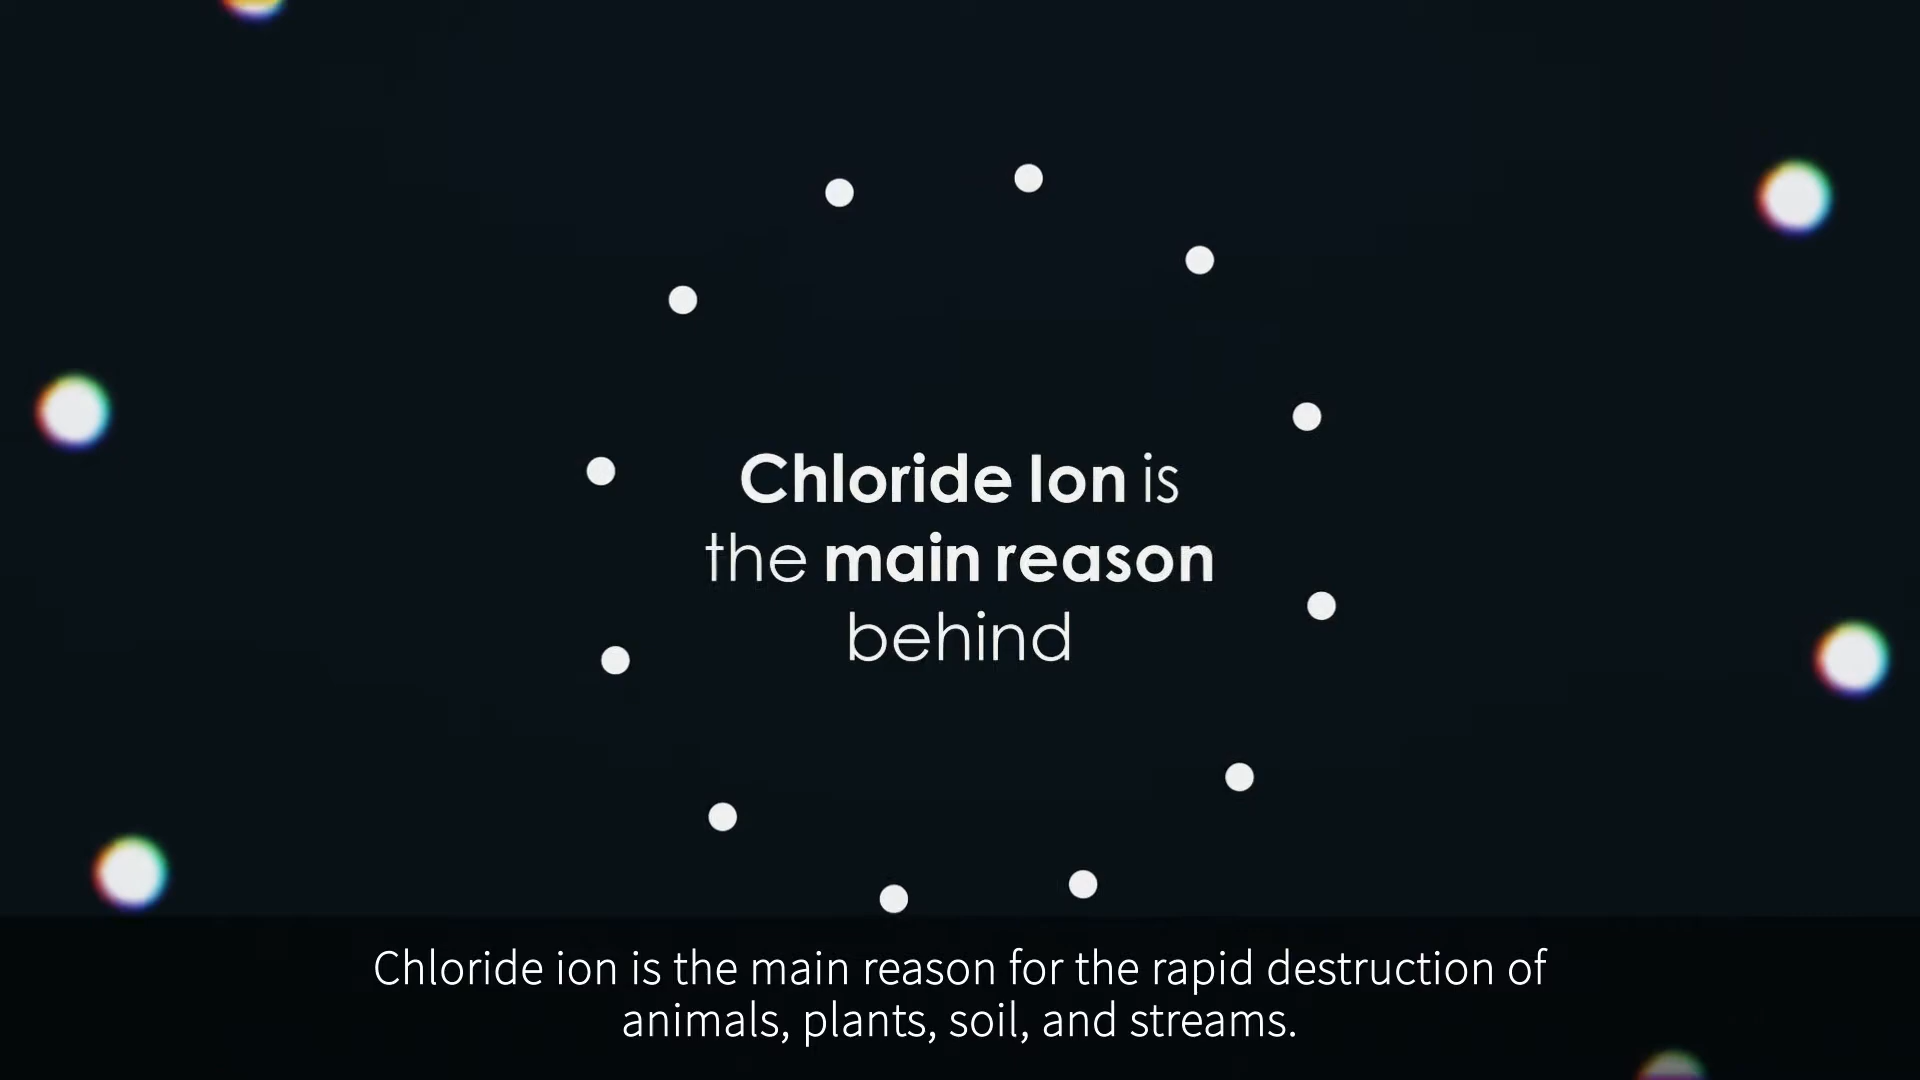 Chloride Ion is
the main reason
behind
Chloride ion is the main reason for the rapid destruction of
animals, plants, soil, and streams.